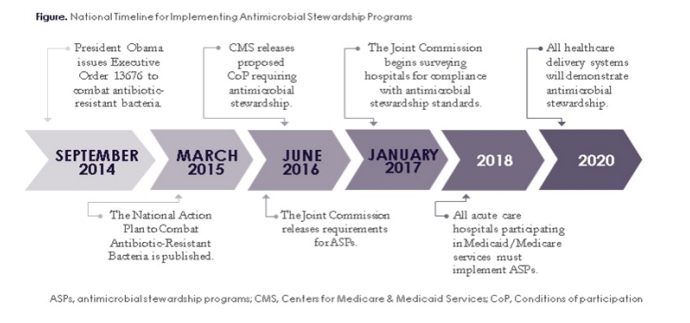 Figure. National Timeline for Implementing Antimicrobial Stewardship Programs
President Obama
issues Executive
Order 13676 to
combat antibiotic-
resistant bacteria.
CMS releases
proposed
CoP requiring
antimicrobial
stewardship.
The Joint Commission
begins surveying
hospitals for compliance
with antimicrobial
stewardship standards.
All healthcare
delivery systems
will demonstrate
antimicrobial
stewardship.
SEPTEMBER
2014
MARCH
2015
JUNE
2016
JANUARY
2017
2018
2020
The National Action
Plan to Combat
Antibiotic-Resistant
Bacteria is published.
The Joint Commission
releases requirements
for ASPs.
All acute care
hospitals participating
in Medicaid/Medicare
services must
implement ASPs.
ASPs, antimicrobial stewardship programs; CMS, Centers for Medicare & Medicaid Services; CoP, Conditions of participation